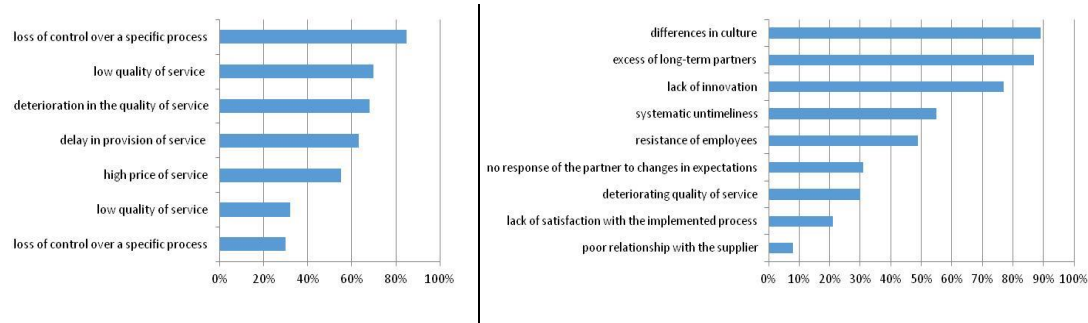 loss of control over a specific process
low quality of service
deterioration in the quality of service
delay in provision of service
high price of service
low quality of service
loss of control over a specific process
0% 20% 40% 60% 80% 100%
differences in culture
excess of long-term partners
lack of innovation
systematic untimeliness
resistance of employees
no response of the partner to changes in expectations
deteriorating quality of service
lack of satisfaction with the implemented process
poor relationship with the supplier
0% 10% 20% 30% 40% 50% 60% 70% 80% 90% 100%